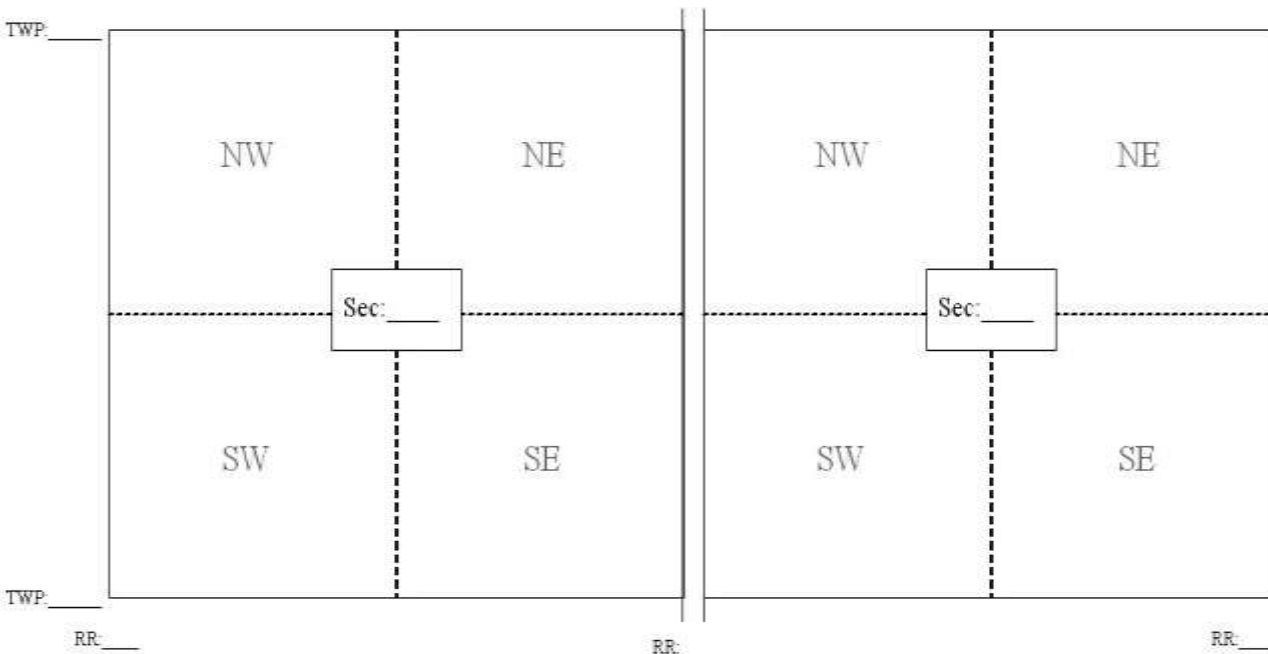 TWP:_____
NW NE NW NE
Sec:____ Sec:____
SW SE SW SE
TWP:_____
RR:____ RR: RR:___